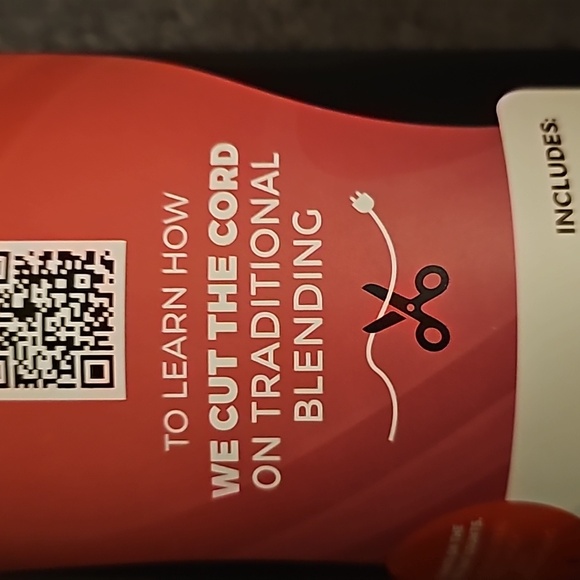 TO LEARN HOW
WE CUT THE CORD
ON TRADITIONAL
BLENDING
INCLUDES: